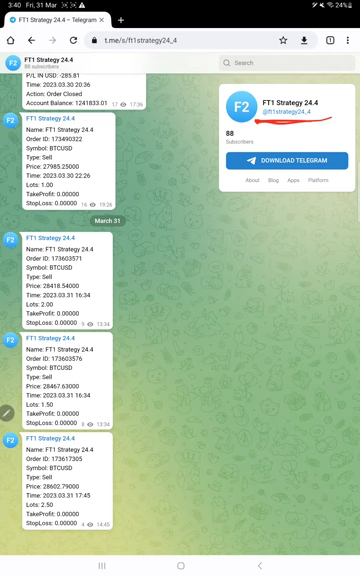 3:40 Fri, 31 Mar
52%
FT1 Strategy 24.4 – Telegram
t.me/s/ft1strategy24_4
1
F2
FT1 Strategy 24.4
88 subscribers
Search
P/L IN USD: -285.81
Time: 2023.03.30 20:36
Action: Order Closed
Account Balance: 1241833.01 17 17:36
F2
FT1 Strategy 24.4
@ft1strategy24_4
88
Subscribers
DOWNLOAD TELEGRAM
About Blog Apps Platform
F2
FT1 Strategy 24.4
Name: FT1 Strategy 24.4
Order ID: 173490322
Symbol: BTCUSD
Type: Sell
Price: 27985.25000
Time: 2023.03.30 22:26
Lots: 1.00
TakeProfit: 0.00000
StopLoss: 0.00000 16 19:26
March 31
F2
FT1 Strategy 24.4
Name: FT1 Strategy 24.4
Order ID: 173603571
Symbol: BTCUSD
Type: Sell
Price: 28418.54000
Time: 2023.03.31 16:34
Lots: 2.00
TakeProfit: 0.00000
StopLoss: 0.00000 13:34
F2
FT1 Strategy 24.4
Name: FT1 Strategy 24.4
Order ID: 173603576
Symbol: BTCUSD
Type: Sell
Price: 28467.63000
Time: 2023.03.31 16:34
Lots: 1.50
TakeProfit: 0.00000
StopLoss: 0.00000 13:34
F2
FT1 Strategy 24.4
Name: FT1 Strategy 24.4
Order ID: 173617305
Symbol: BTCUSD
Type: Sell
Price: 28602.79000
Time: 2023.03.31 17:45
Lots: 2.50
TakeProfit: 0.00000
StopLoss: 0.00000 4 14:45